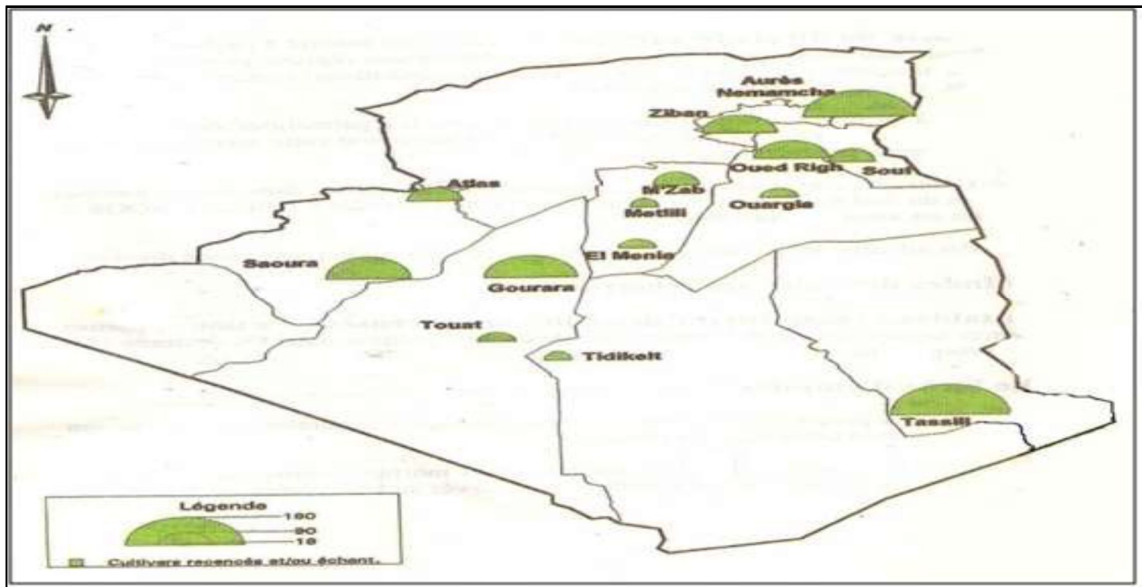 N
Aurès
Nemamcha
Ziban
Oued Righ
Souf
Atlas
M'Zab
Metlili
Ouargla
Saoura
El Menia
Gourara
Touat
Tidikelt
Tassili
Légende
180
90
18
Cultivars recensés et/ou échant.